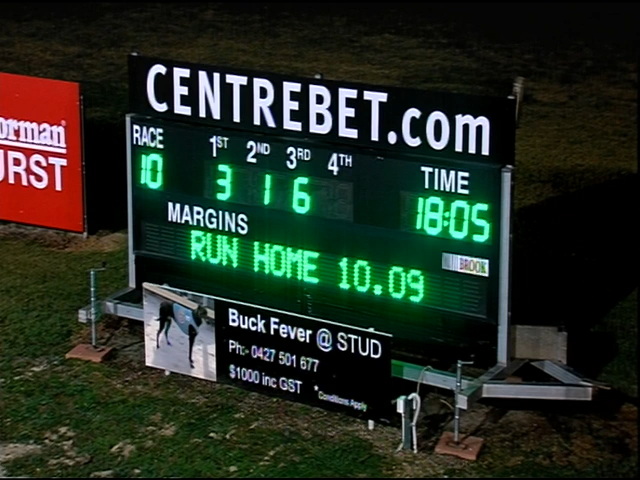 CENTREBET.com
RACE 1ST 2ND 3RD 4TH TIME
10 3 1 6 18:05
MARGINS
RUN HOME 10.09
BROOK
orman
URST
Buck Fever @ STUD
Ph:- 0427 501 677
$1000 inc GST *Conditions Apply